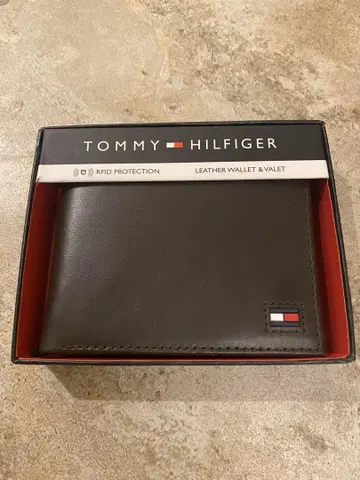 TOMMY HILFIGER
RFID PROTECTION LEATHER WALLET & VALET